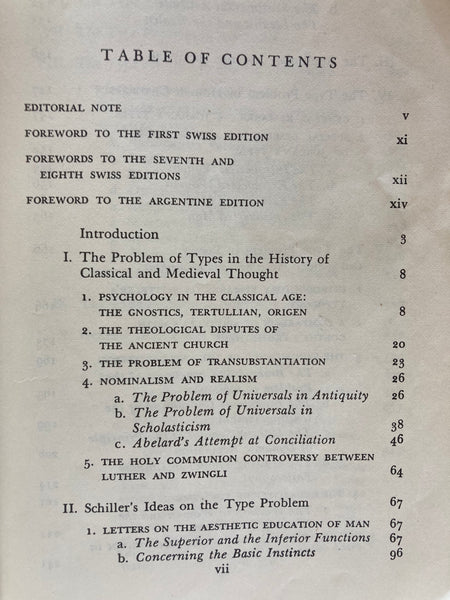 TABLE OF CONTENTS
EDITORIAL NOTE v
FOREWORD TO THE FIRST SWISS EDITION xi
FOREWORDS TO THE SEVENTH AND
EIGHTH SWISS EDITIONS xii
FOREWORD TO THE ARGENTINE EDITION xiv
Introduction 3
I. The Problem of Types in the History of
Classical and Medieval Thought 8
1. PSYCHOLOGY IN THE CLASSICAL AGE:
THE GNOSTICS, TERTULLIAN, ORIGEN 8
2. THE THEOLOGICAL DISPUTES OF
THE ANCIENT CHURCH 20
3. THE PROBLEM OF TRANSUBSTANTIATION 23
4. NOMINALISM AND REALISM 26
a. The Problem of Universals in Antiquity 26
b. The Problem of Universals in
Scholasticism 38
c. Abelard's Attempt at Conciliation 46
5. THE HOLY COMMUNION CONTROVERSY BETWEEN
LUTHER AND ZWINGLI 64
II. Schiller's Ideas on the Type Problem 67
1. LETTERS ON THE AESTHETIC EDUCATION OF MAN 67
a. The Superior and the Inferior Functions 67
b. Concerning the Basic Instincts 96
vii